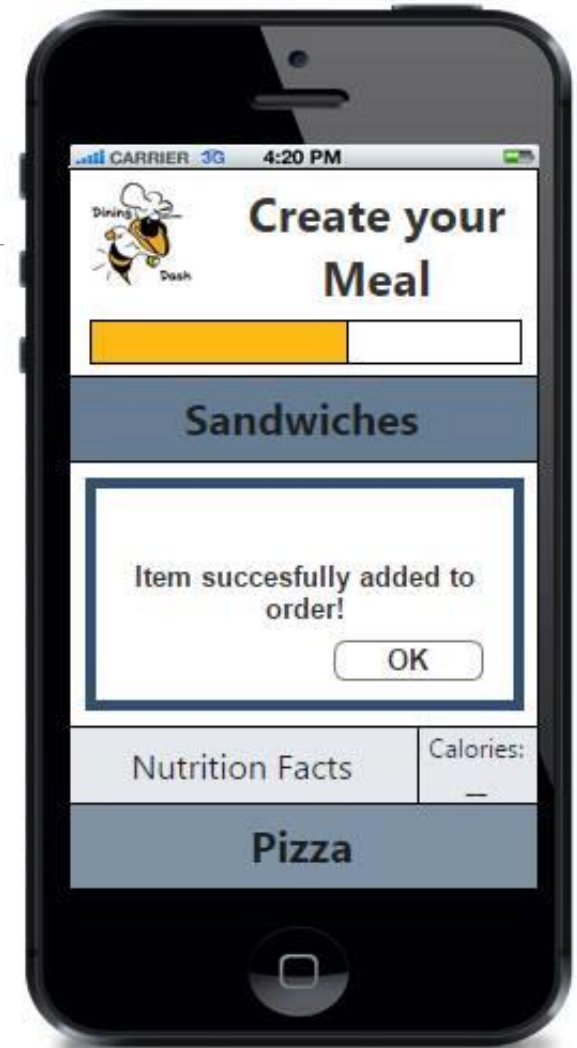 CARRIER 3G 4:20 PM
Dining
Dash
Create your
Meal
Sandwiches
Item succesfully added to
order!
OK
Nutrition Facts
Calories:
_
Pizza